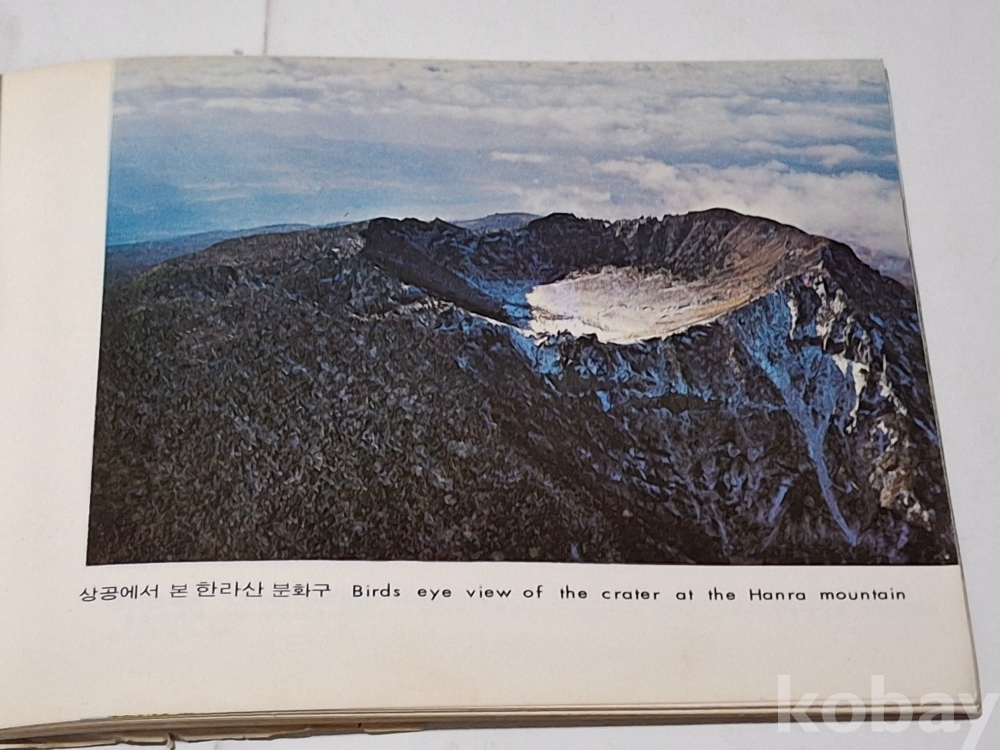 상공에서 본 한라산 분화구 Birds eye view of the crater at the Hanra mountain
kobay